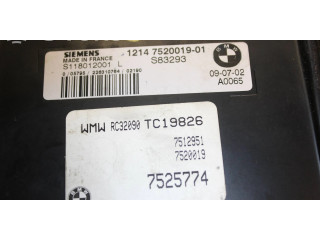 SIEMENS 1214 7520019-01
MADE IN FRANCE S83293
S118012001 L 09-07-02
A0065
WMW RC32090 TC19826
7512951
7520019
7525774